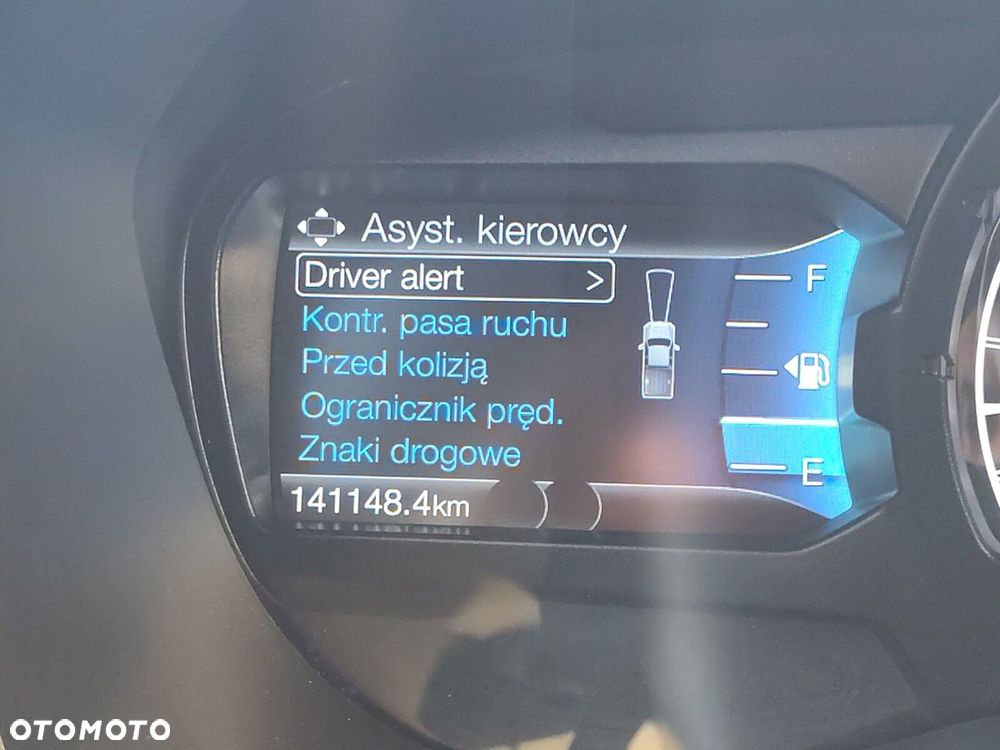 Asyst. kierowcy
Driver alert >
Kontr. pasa ruchu
Przed kolizją
Ogranicznik pręd.
Znaki drogowe
141148.4km
F
E
OTOMOTO